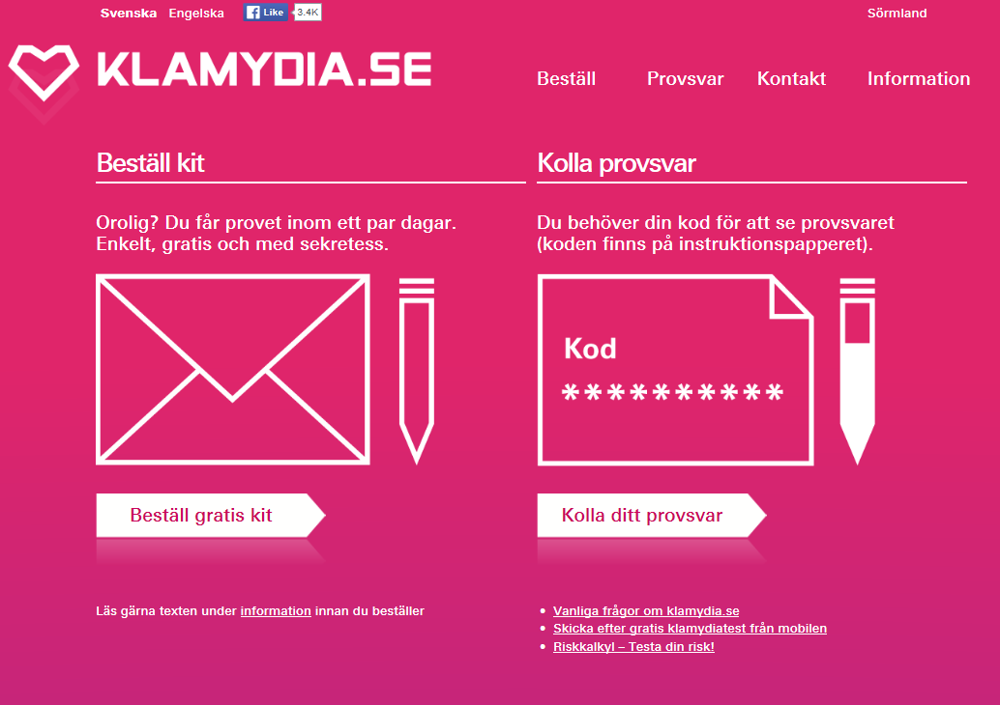 Svenska Engelska Like 3.4K Sörmland
KLAMYDIA.SE
Beställ Provsvar Kontakt Information
Beställ kit
Orolig? Du får provet inom ett par dagar.
Enkelt, gratis och med sekretess.
Beställ gratis kit
Läs gärna texten under information innan du beställer
Kolla provsvar
Du behöver din kod för att se provsvaret
(koden finns på instruktionspapperet).
Kod
**********
Kolla ditt provsvar
• Vanliga frågor om klamydia.se
• Skicka efter gratis klamydiatest från mobilen
• Riskkalkyl – Testa din risk!